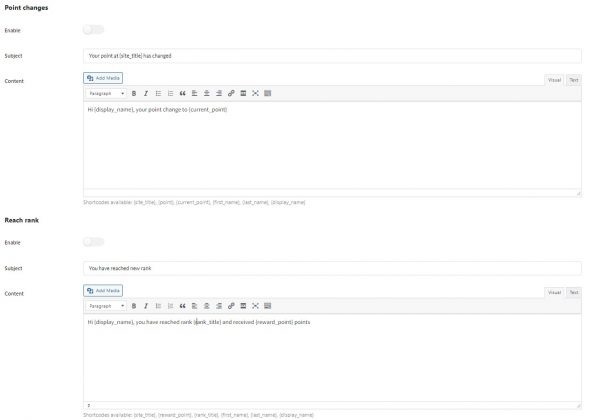 Point changes
Enable
Subject
Your point at {site_title} has changed
Content
Add Media
Visual Text
Paragraph
Hi {display_name}, your point change to {current_point}
Shortcodes available: {site_title}, {point}, {current_point}, {first_name}, {last_name}, {display_name}
Reach rank
Enable
Subject
You have reached new rank
Content
Add Media
Visual Text
Paragraph
Hi {display_name}, you have reached rank {rank_title} and received {reward_point} points
P
Shortcodes available: {site_title}, {reward_point}, {rank_title}, {first_name}, {last_name}, {display_name}